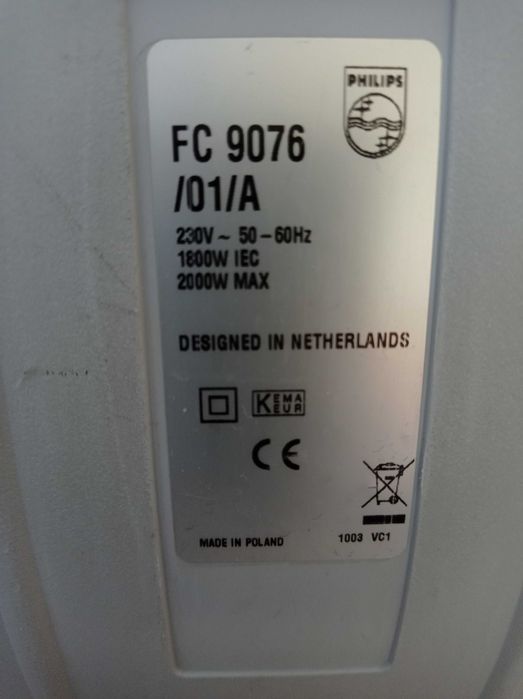 PHILIPS
FC 9076
/01/A
230V ~ 50-60Hz
1800W IEC
2000W MAX
DESIGNED IN NETHERLANDS
KEMA
EUR
CE
MADE IN POLAND
1003 VC1